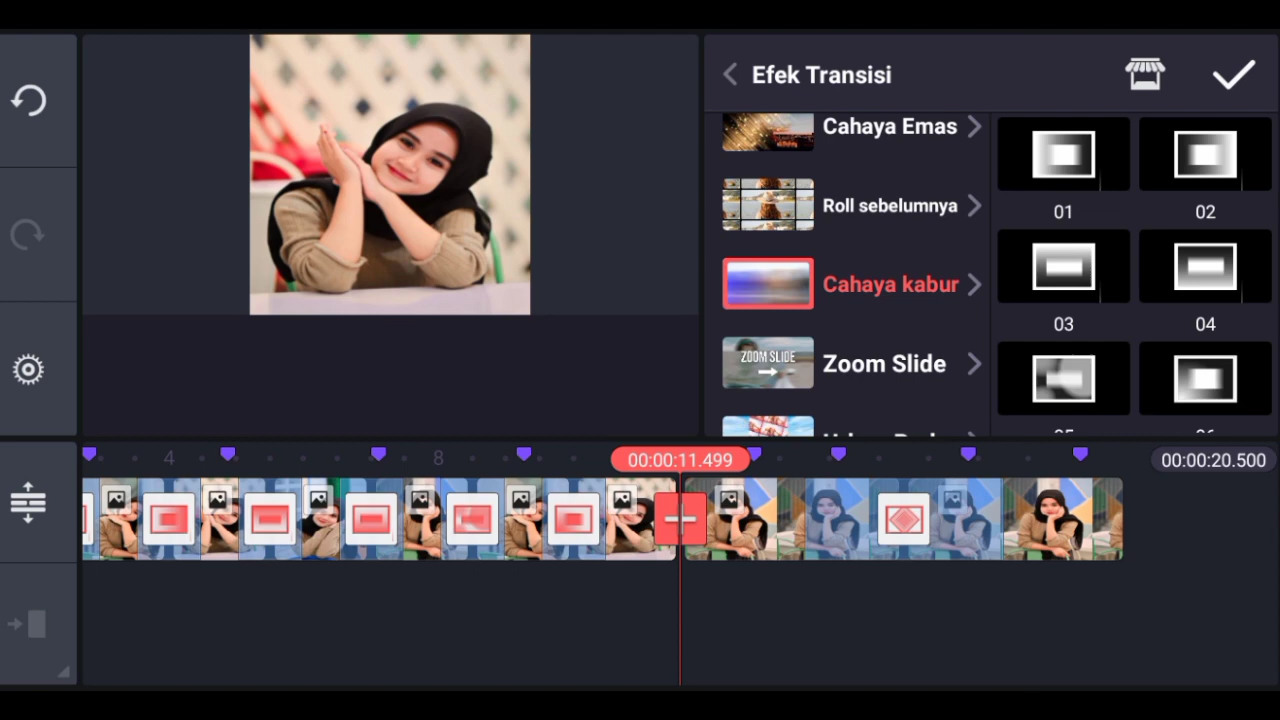 Efek Transisi
Cahaya Emas
Roll sebelumnya
Cahaya kabur
ZOOM SLIDE
Zoom Slide
01
02
03
04
4
8
00:00:11.499
00:00:20.500